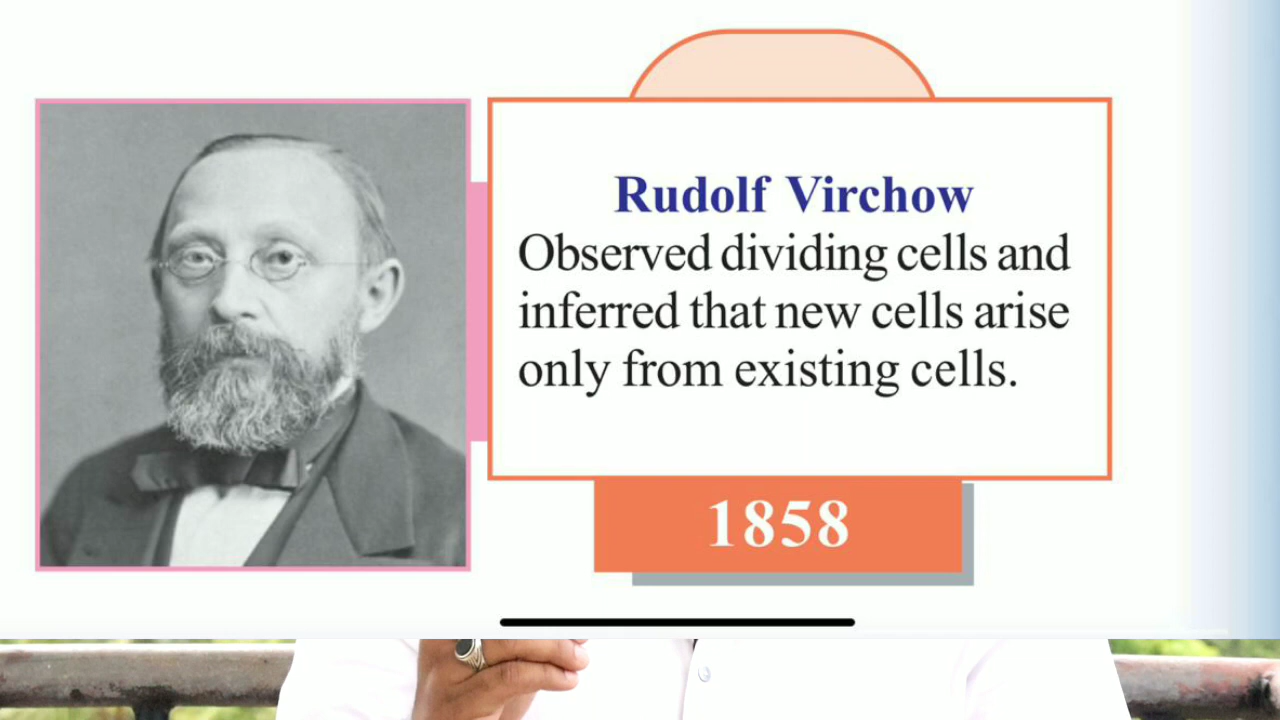 Rudolf Virchow
Observed dividing cells and
inferred that new cells arise
only from existing cells.
1858